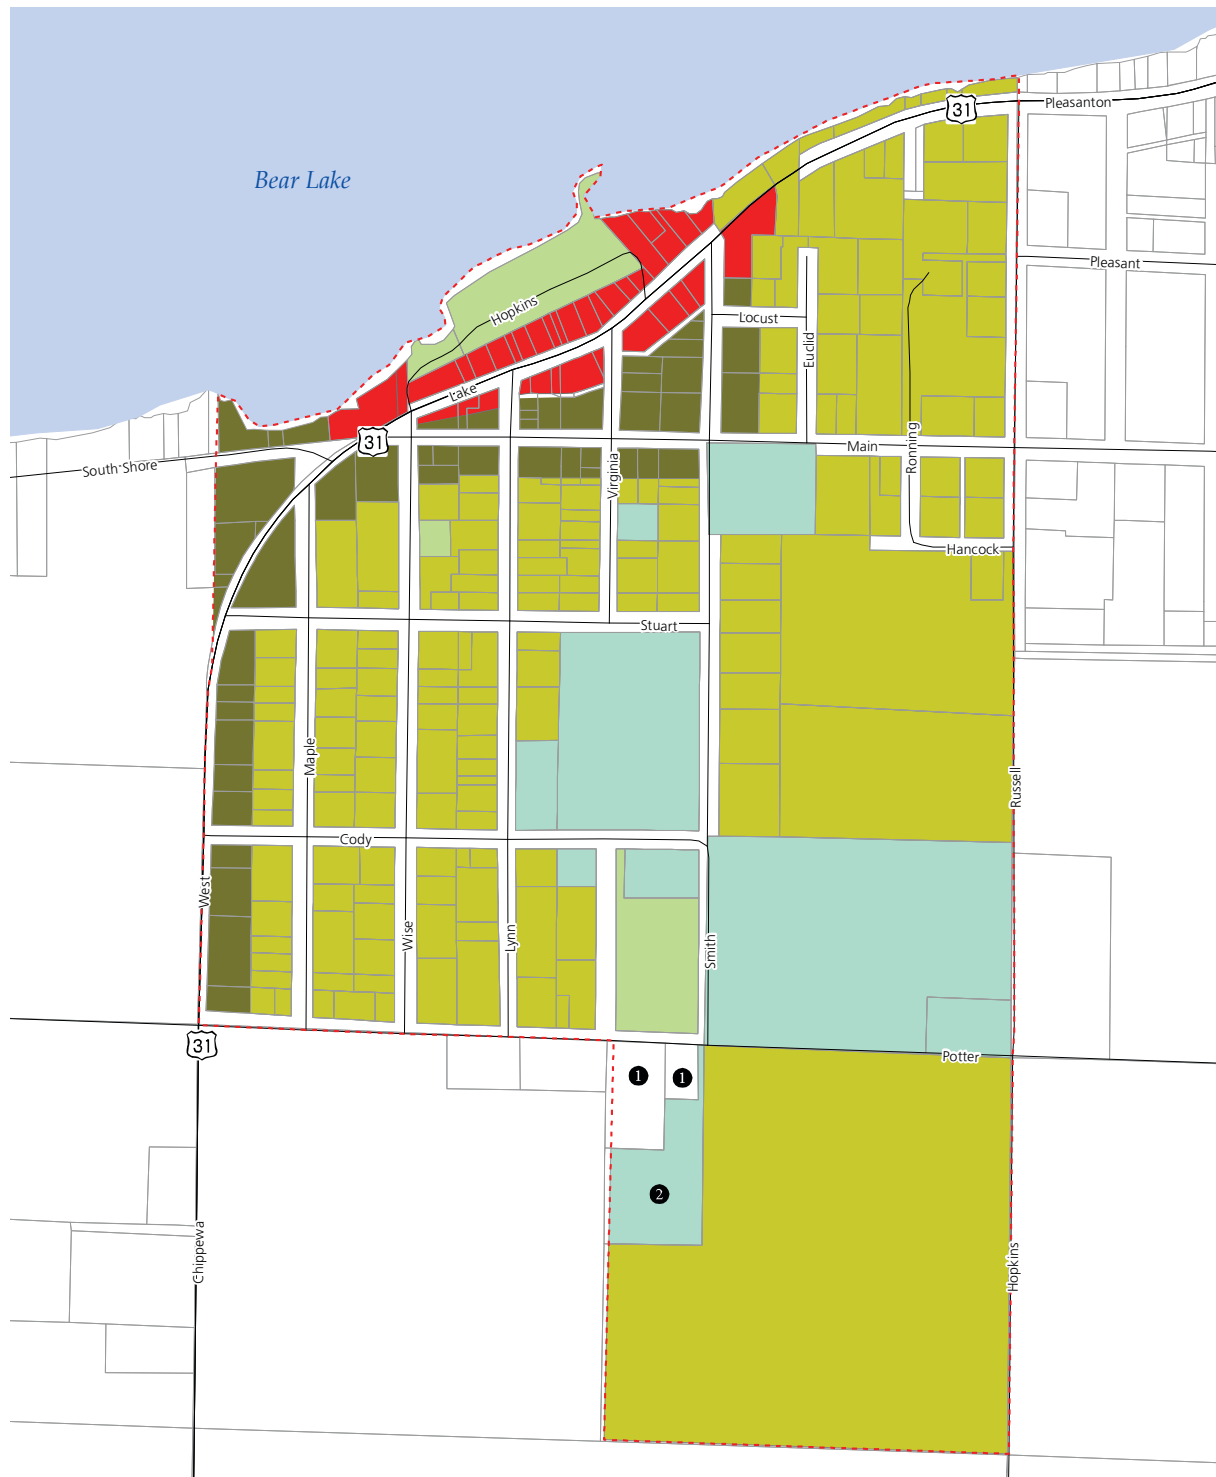 31
Pleasanton
Bear Lake
Pleasant
Hopkins
Locust
Euclid
Lake
31
Main
Ronning
South Shore
Virginia
Hancock
Stuart
Maple
Russell
Cody
West
Wise
Lynn
Smith
31
Potter
1
1
2
Chippewa
Hopkins